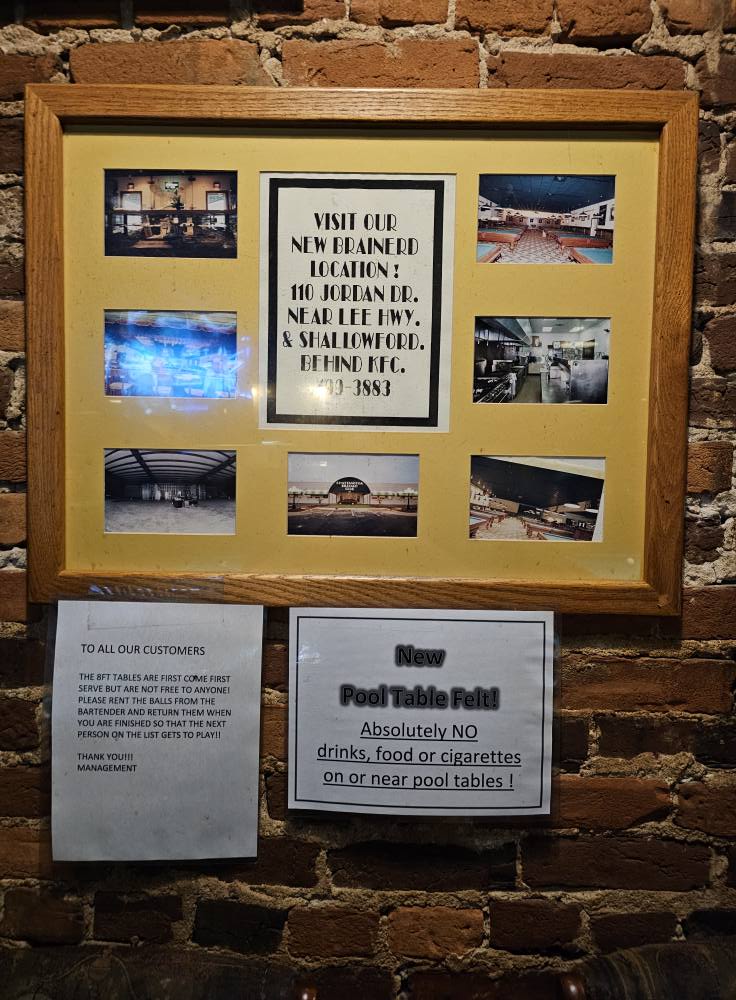 VISIT OUR
NEW BRAINERD
LOCATION!
110 JORDAN DR.
NEAR LEE HWY.
& SHALLOWFORD.
BEHIND KFC.
99-3883
TO ALL OUR CUSTOMERS
THE 8FT TABLES ARE FIRST COME FIRST
SERVE BUT ARE NOT FREE TO ANYONE!
PLEASE RENT THE BALLS FROM THE
BARTENDER AND RETURN THEM WHEN
YOU ARE FINISHED SO THAT THE NEXT
PERSON ON THE LIST GETS TO PLAY!!
THANK YOU!!!
MANAGEMENT
New
Pool Table Felt!
Absolutely NO
drinks, food or cigarettes
on or near pool tables !